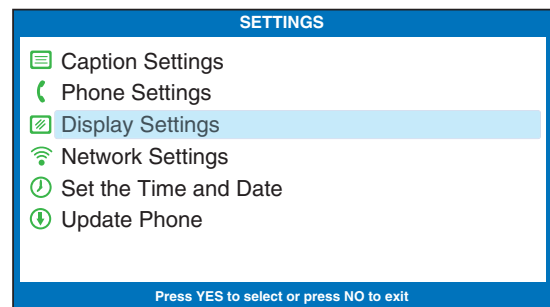 SETTINGS
Caption Settings
Phone Settings
Display Settings
Network Settings
Set the Time and Date
Update Phone
Press YES to select or press NO to exit